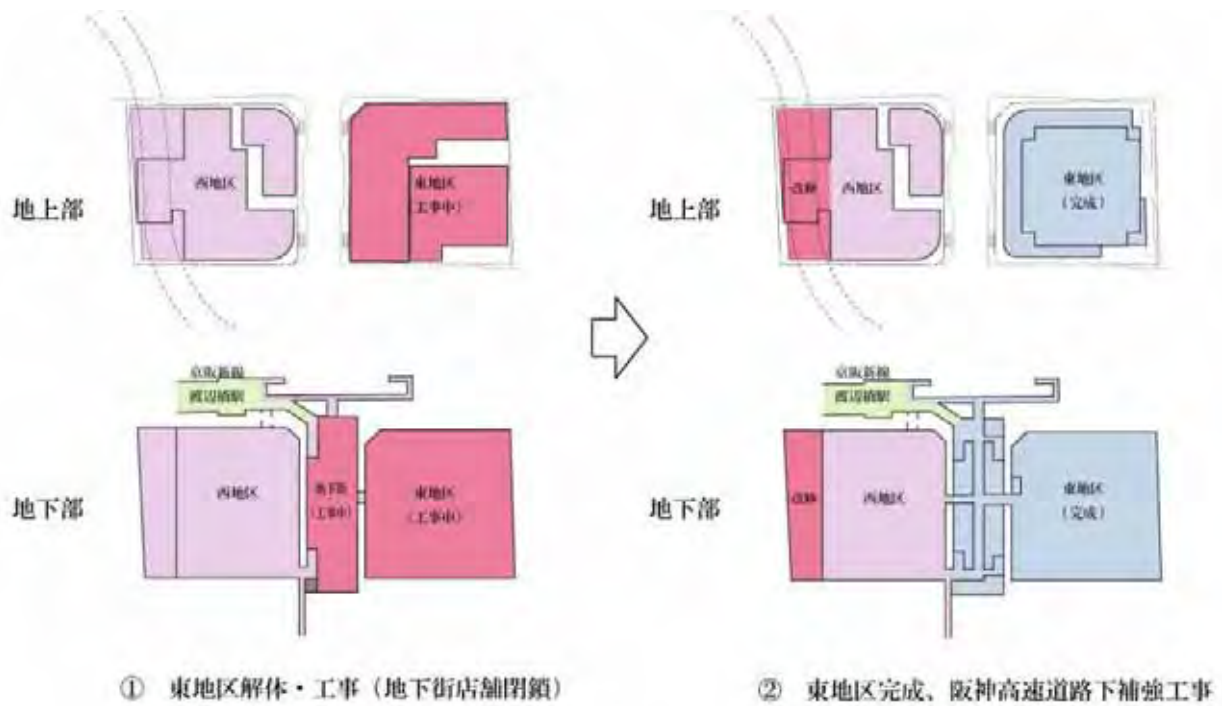 地上部
西地区
東地区
(工事中)
地上部
改修
西地区
東地区
(完成)
京阪新線
渡辺橋駅
地下部
西地区
地下街
(工事中)
東地区
(工事中)
京阪新線
渡辺橋駅
地下部
改修
西地区
東地区
(完成)
① 東地区解体・工事（地下街店舗閉鎖）
② 東地区完成、阪神高速道路下補強工事